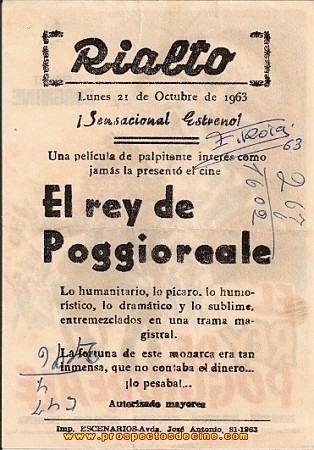 Rialto
Lunes 21 de Octubre de 1963
¡Sensacional Estreno!
63
Una película de palpitante interés como
jamás la presentó el cine
El rey de
Poggioreale
Lo humanitario, lo pícaro, lo humo-
rístico, lo dramático y lo sublime,
entremezclados en una trama ma-
gistral.
La fortuna de este monarca era tan
inmensa, que no contaba el dinero...
¡lo pesaba!...
Autorizado mayores
Imp. ESCENARIOS-Avda. José Antonio, 81-1963
www.prospectosdecine.com